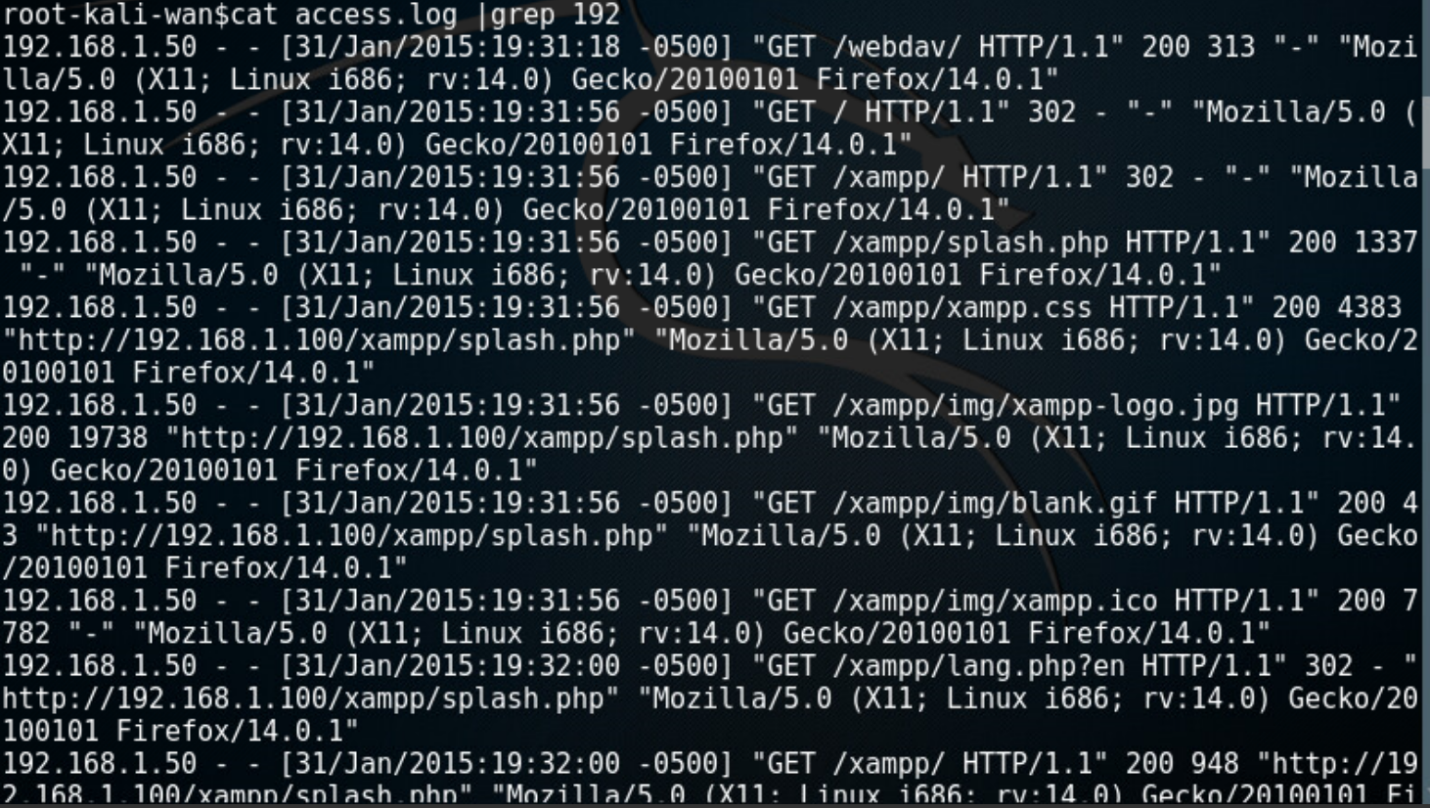 root-kali-wan$cat access.log |grep 192
192.168.1.50 - - [31/Jan/2015:19:31:18 -0500] "GET /webdav/ HTTP/1.1" 200 313 "-" "Mozi
lla/5.0 (X11; Linux i686; rv:14.0) Gecko/20100101 Firefox/14.0.1"
192.168.1.50 - - [31/Jan/2015:19:31:56 -0500] "GET / HTTP/1.1" 302 - "-" "Mozilla/5.0 (
X11; Linux i686; rv:14.0) Gecko/20100101 Firefox/14.0.1"
192.168.1.50 - - [31/Jan/2015:19:31:56 -0500] "GET /xampp/ HTTP/1.1" 302 - "-" "Mozilla
/5.0 (X11; Linux i686; rv:14.0) Gecko/20100101 Firefox/14.0.1"
192.168.1.50 - - [31/Jan/2015:19:31:56 -0500] "GET /xampp/splash.php HTTP/1.1" 200 1337
 "-" "Mozilla/5.0 (X11; Linux i686; rv:14.0) Gecko/20100101 Firefox/14.0.1"
192.168.1.50 - - [31/Jan/2015:19:31:56 -0500] "GET /xampp/xampp.css HTTP/1.1" 200 4383
"http://192.168.1.100/xampp/splash.php" "Mozilla/5.0 (X11; Linux i686; rv:14.0) Gecko/2
0100101 Firefox/14.0.1"
192.168.1.50 - - [31/Jan/2015:19:31:56 -0500] "GET /xampp/img/xampp-logo.jpg HTTP/1.1"
200 19738 "http://192.168.1.100/xampp/splash.php" "Mozilla/5.0 (X11; Linux i686; rv:14.
0) Gecko/20100101 Firefox/14.0.1"
192.168.1.50 - - [31/Jan/2015:19:31:56 -0500] "GET /xampp/img/blank.gif HTTP/1.1" 200 4
3 "http://192.168.1.100/xampp/splash.php" "Mozilla/5.0 (X11; Linux i686; rv:14.0) Gecko
/20100101 Firefox/14.0.1"
192.168.1.50 - - [31/Jan/2015:19:31:56 -0500] "GET /xampp/img/xampp.ico HTTP/1.1" 200 7
782 "-" "Mozilla/5.0 (X11; Linux i686; rv:14.0) Gecko/20100101 Firefox/14.0.1"
192.168.1.50 - - [31/Jan/2015:19:32:00 -0500] "GET /xampp/lang.php?en HTTP/1.1" 302 - "
http://192.168.1.100/xampp/splash.php" "Mozilla/5.0 (X11; Linux i686; rv:14.0) Gecko/20
100101 Firefox/14.0.1"
192.168.1.50 - - [31/Jan/2015:19:32:00 -0500] "GET /xampp/ HTTP/1.1" 200 948 "http://19
2.168.1.100/xampp/splash.php" "Mozilla/5.0 (X11; Linux i686; rv:14.0) Gecko/20100101 Fi